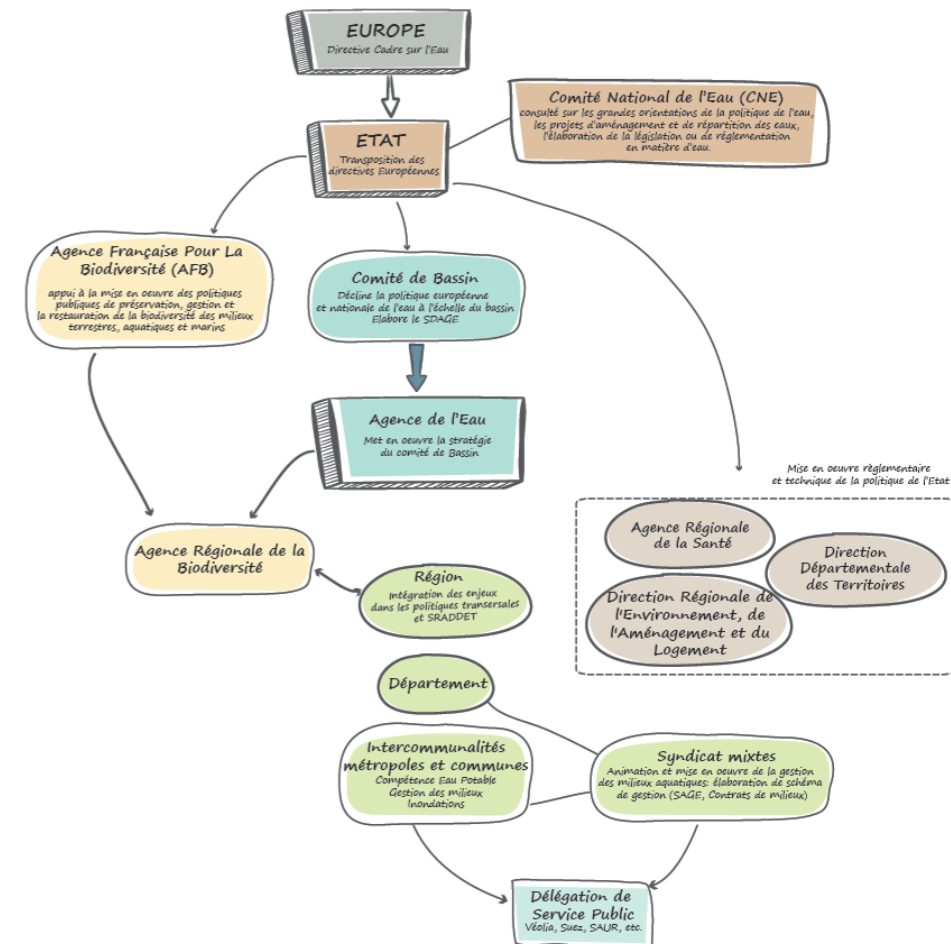 EUROPE
Directive Cadre sur l'Eau
Comité National de l'Eau (CNE)
consulté sur les grandes orientations de la politique de l'eau,
les projets d'aménagement et de répartition des eaux,
l'élaboration de la législation ou de réglementation
en matière d'eau.
ETAT
Transposition des
directives Européennes
Agence Française Pour La
Biodiversité (AFB)
appui à la mise en oeuvre des politiques
publiques de préservation, gestion et
la restauration de la biodiversité des milieux
terrestres, aquatiques et marins
Comité de Bassin
Décline la politique européenne
et nationale de l'eau à l'échelle du bassin
Elabore le SDAGE
Agence de l'Eau
Met en oeuvre la stratégie
du comité de Bassin
Mise en oeuvre règlementaire
et technique de la politique de l'Etat
Agence Régionale
de la Santé
Direction
Départementale
des Territoires
Direction Régionale de
l'Environnement, de
l'Aménagement et du
Logement
Agence Régionale de la
Biodiversité
Région
Intégration des enjeux
dans les politiques transersales
et SRADDET
Département
Intercommunalités
métropoles et communes
Compétence Eau Potable
Gestion des milieux
Inondations
Syndicat mixtes
Animation et mise en oeuvre de la gestion
des milieux aquatiques: élaboration de schéma
de gestion (SAGE, Contrats de milieux)
Délégation de
Service Public
Véolia, Suez, SAUR, etc.